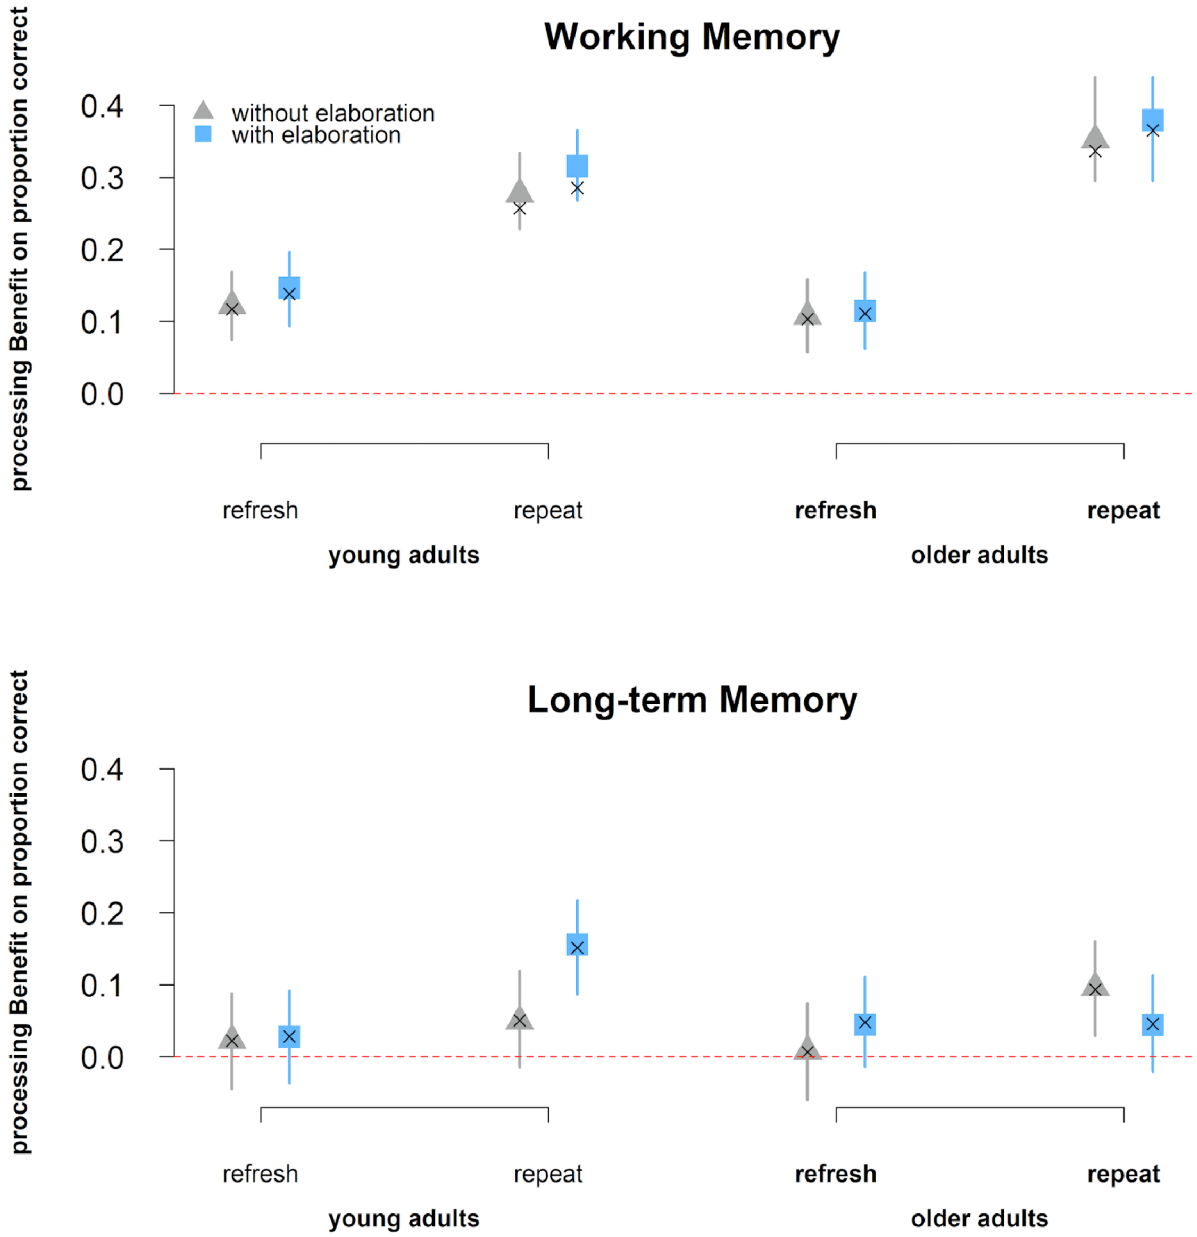 Working Memory
processing Benefit on proportion correct
0.4
0.3
0.2
0.1
0.0
without elaboration
with elaboration
refresh repeat refresh repeat
young adults older adults
Long-term Memory
processing Benefit on proportion correct
0.4
0.3
0.2
0.1
0.0
refresh repeat refresh repeat
young adults older adults